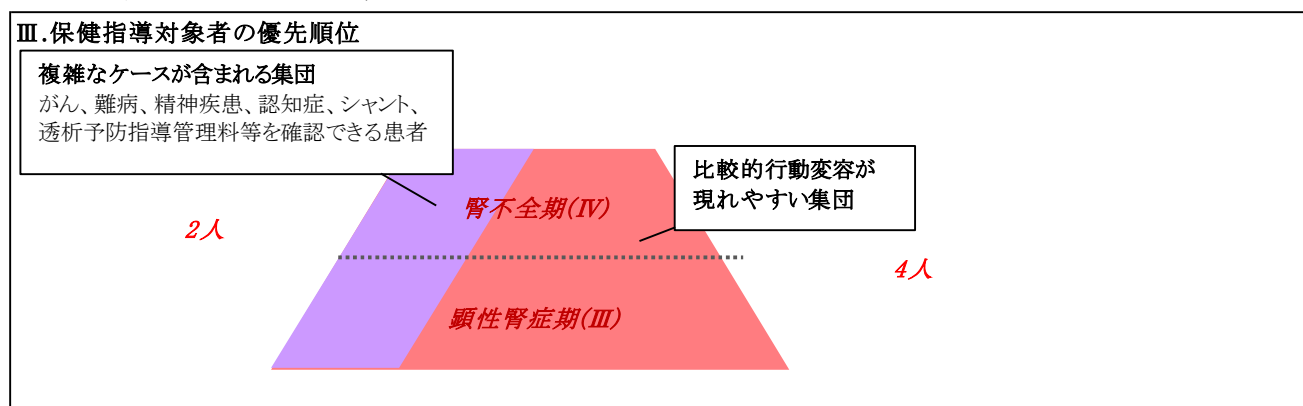 Ⅲ.保健指導対象者の優先順位
複雑なケースが含まれる集団
がん、難病、精神疾患、認知症、シャント、
透析予防指導管理料等を確認できる患者
比較的行動変容が
現れやすい集団
腎不全期(Ⅳ)
2人
4人
顕性腎症期(Ⅲ)